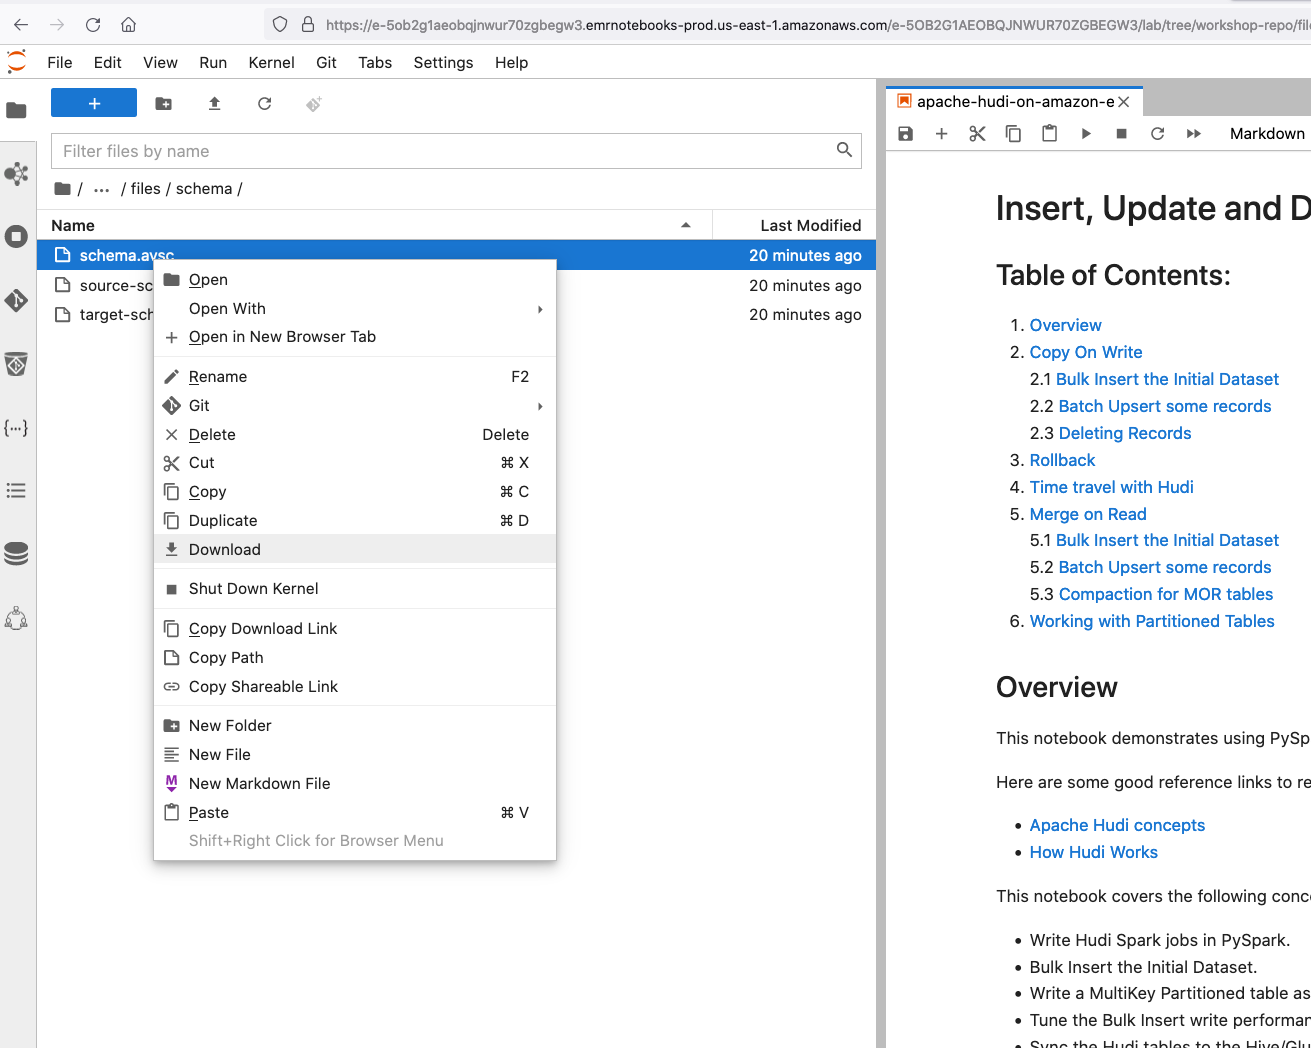 https://e-5ob2g1aeobqjnwur70zgbegw3.emrnotebooks-prod.us-east-1.amazonaws.com/e-5OB2G1AEOBQJNWUR70ZGBEGW3/lab/tree/workshop-repo/file
File Edit View Run Kernel Git Tabs Settings Help
apache-hudi-on-amazon-e
Markdown
Filter files by name
/ ... / files / schema /
Name Last Modified
schema.avsc 20 minutes ago
source-sc 20 minutes ago
target-sch 20 minutes ago
Open
Open With
Open in New Browser Tab
Rename F2
Git
Delete Delete
Cut ⌘ X
Copy ⌘ C
Duplicate ⌘ D
Download
Shut Down Kernel
Copy Download Link
Copy Path
Copy Shareable Link
New Folder
New File
M New Markdown File
Paste ⌘ V
Shift+Right Click for Browser Menu
Insert, Update and D
Table of Contents:
1. Overview
2. Copy On Write
2.1 Bulk Insert the Initial Dataset
2.2 Batch Upsert some records
2.3 Deleting Records
3. Rollback
4. Time travel with Hudi
5. Merge on Read
5.1 Bulk Insert the Initial Dataset
5.2 Batch Upsert some records
5.3 Compaction for MOR tables
6. Working with Partitioned Tables
Overview
This notebook demonstrates using PySp
Here are some good reference links to re
• Apache Hudi concepts
• How Hudi Works
This notebook covers the following conc
• Write Hudi Spark jobs in PySpark.
• Bulk Insert the Initial Dataset.
• Write a MultiKey Partitioned table as
• Tune the Bulk Insert write performan
• Sync the Hudi tables to the Hive/Glu